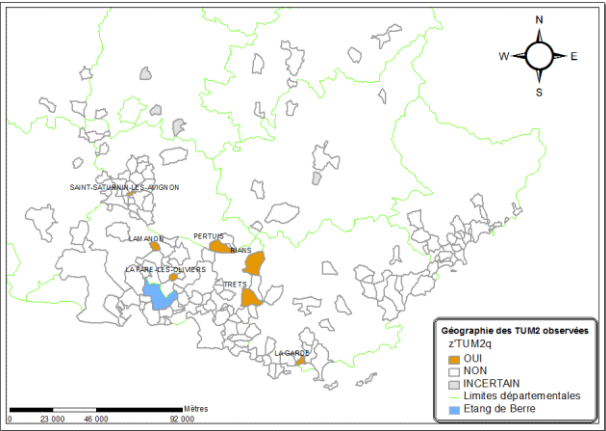 N
W E
S
SAINT-SATURNIN-LES-AVIGNON
LAMANON
PERTUIS
RIANS
LA FARE-LES-OLIVIERS
TRETS
LA GARDE
Géographie des TUM2 observées
z'TUM2q
OUI
NON
INCERTAIN
Limites départementales
Etang de Berre
Mètres
0 23 000 46 000 92 000